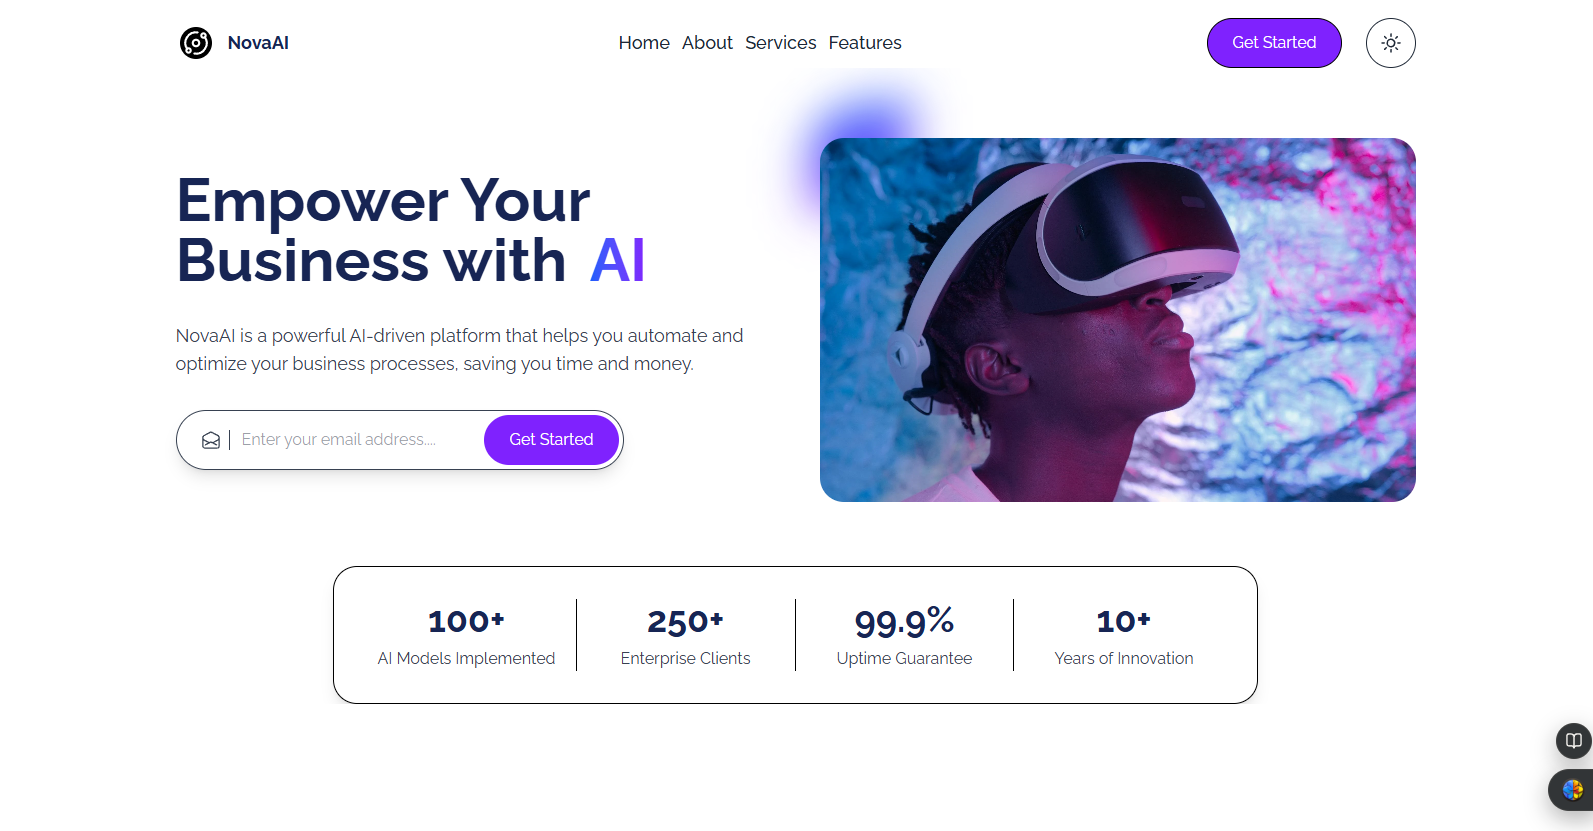 NovaAI
Home About Services Features
Get Started
Empower Your
Business with AI
NovaAI is a powerful AI-driven platform that helps you automate and
optimize your business processes, saving you time and money.
Enter your email address....
Get Started
100+
AI Models Implemented
250+
Enterprise Clients
99.9%
Uptime Guarantee
10+
Years of Innovation